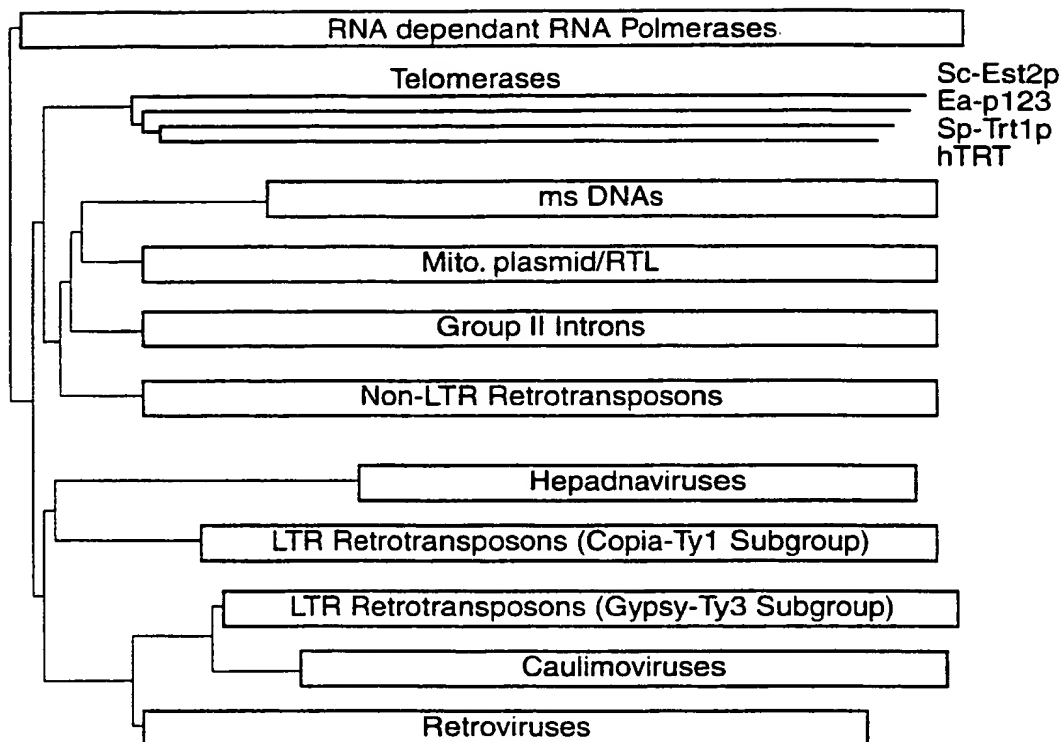 RNA dependant RNA Polmerases
Telomerases
Sc-Est2p
Ea-p123
Sp-Trt1p
hTRT
ms DNAs
Mito. plasmid/RTL
Group II Introns
Non-LTR Retrotransposons
Hepadnaviruses
LTR Retrotransposons (Copia-Ty1 Subgroup)
LTR Retrotransposons (Gypsy-Ty3 Subgroup)
Caulimoviruses
Retroviruses